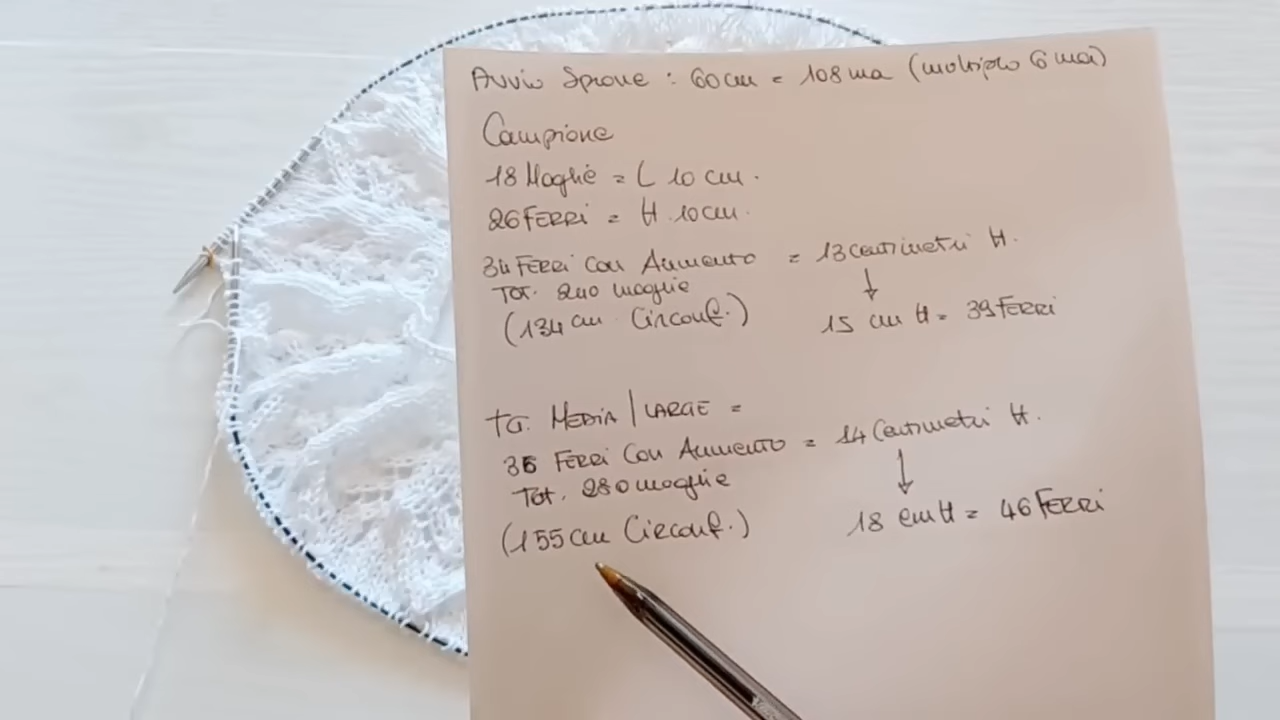 Avvio Sprone : 60 cm = 108 ma (multiplo 6 ma)
Campione
18 Maglie = L 10 cm.
26 FERRI = H 10 cm.
34 FERRI Con Aumento = 13 Centimetri H.
TOT. 240 maglie
(134 cm Circonf.) 15 cm H = 39 FERRI
TG. MEDIA / LARGE =
36 FERRI Con Aumento = 14 Centimetri H.
Tot. 280 maglie
(155 cm Circonf.) 18 cm H = 46 FERRI